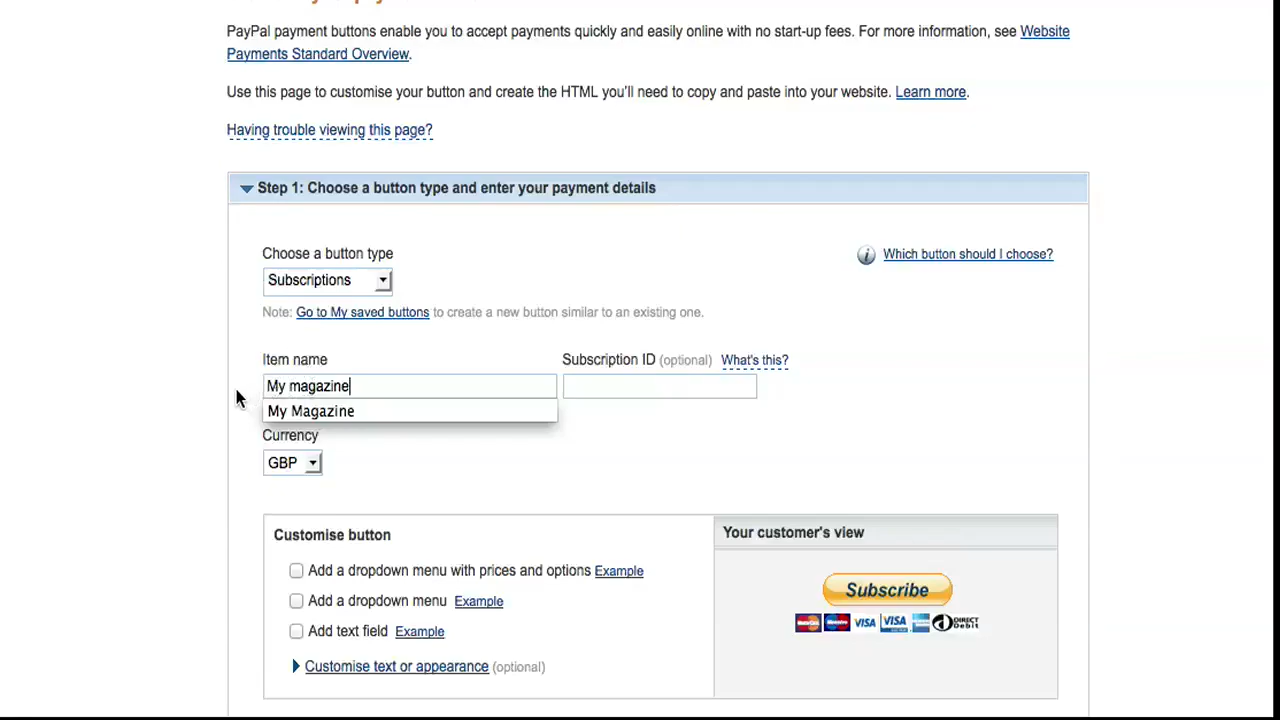 PayPal payment buttons enable you to accept payments quickly and easily online with no start-up fees. For more information, see Website
Payments Standard Overview.
Use this page to customise your button and create the HTML you'll need to copy and paste into your website. Learn more.
Having trouble viewing this page?
Step 1: Choose a button type and enter your payment details
Choose a button type
Which button should I choose?
Subscriptions
Note: Go to My saved buttons to create a new button similar to an existing one.
Item name
Subscription ID (optional) What's this?
My magazine
My Magazine
Currency
GBP
Customise button
Your customer's view
Add a dropdown menu with prices and options Example
Subscribe
Add a dropdown menu Example
MasterCard Maestro VISA VISA DIRECT Debit
Add text field Example
Customise text or appearance (optional)